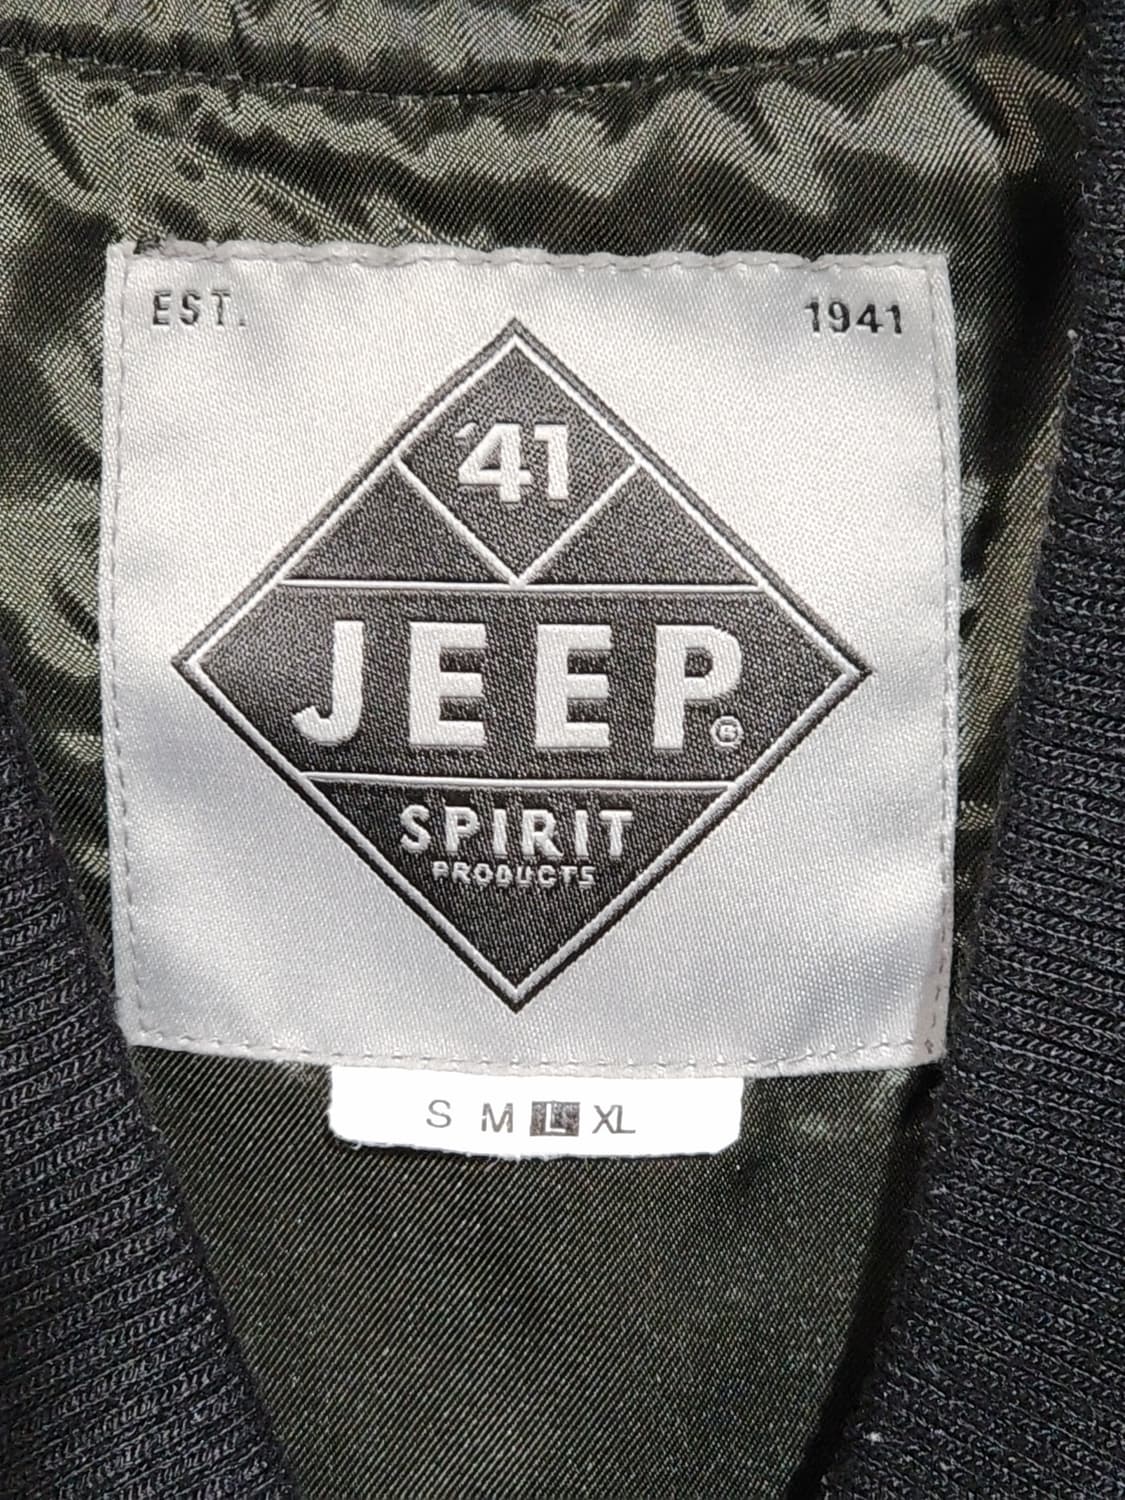 EST. 1941
'41
JEEP®
SPIRIT
PRODUCTS
S M L XL